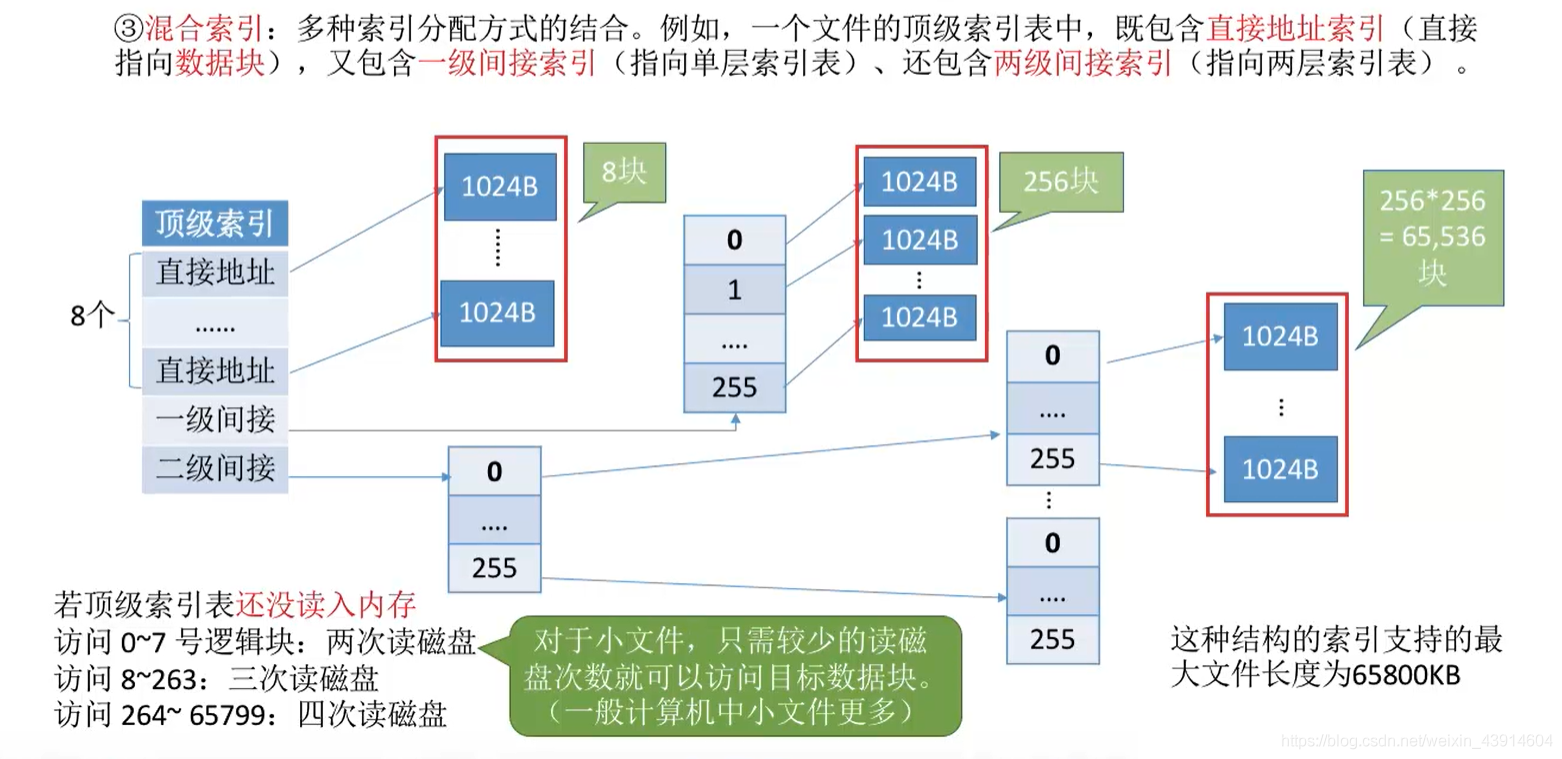 ③混合索引：多种索引分配方式的结合。例如，一个文件的顶级索引表中，既包含直接地址索引（直接
指向数据块），又包含一级间接索引（指向单层索引表）、还包含两级间接索引（指向两层索引表）。
顶级索引
直接地址
......
直接地址
一级间接
二级间接
8个
1024B
1024B
8块
0
1
....
255
1024B
1024B
1024B
256块
0
....
255
0
....
255
0
....
255
1024B
1024B
256*256
= 65,536
块
若顶级索引表还没读入内存
访问 0~7 号逻辑块：两次读磁盘
访问 8~263：三次读磁盘
访问 264~ 65799：四次读磁盘
对于小文件，只需较少的读磁
盘次数就可以访问目标数据块。
（一般计算机中小文件更多）
这种结构的索引支持的最
大文件长度为65800KB
https://blog.csdn.net/weixin_43914604